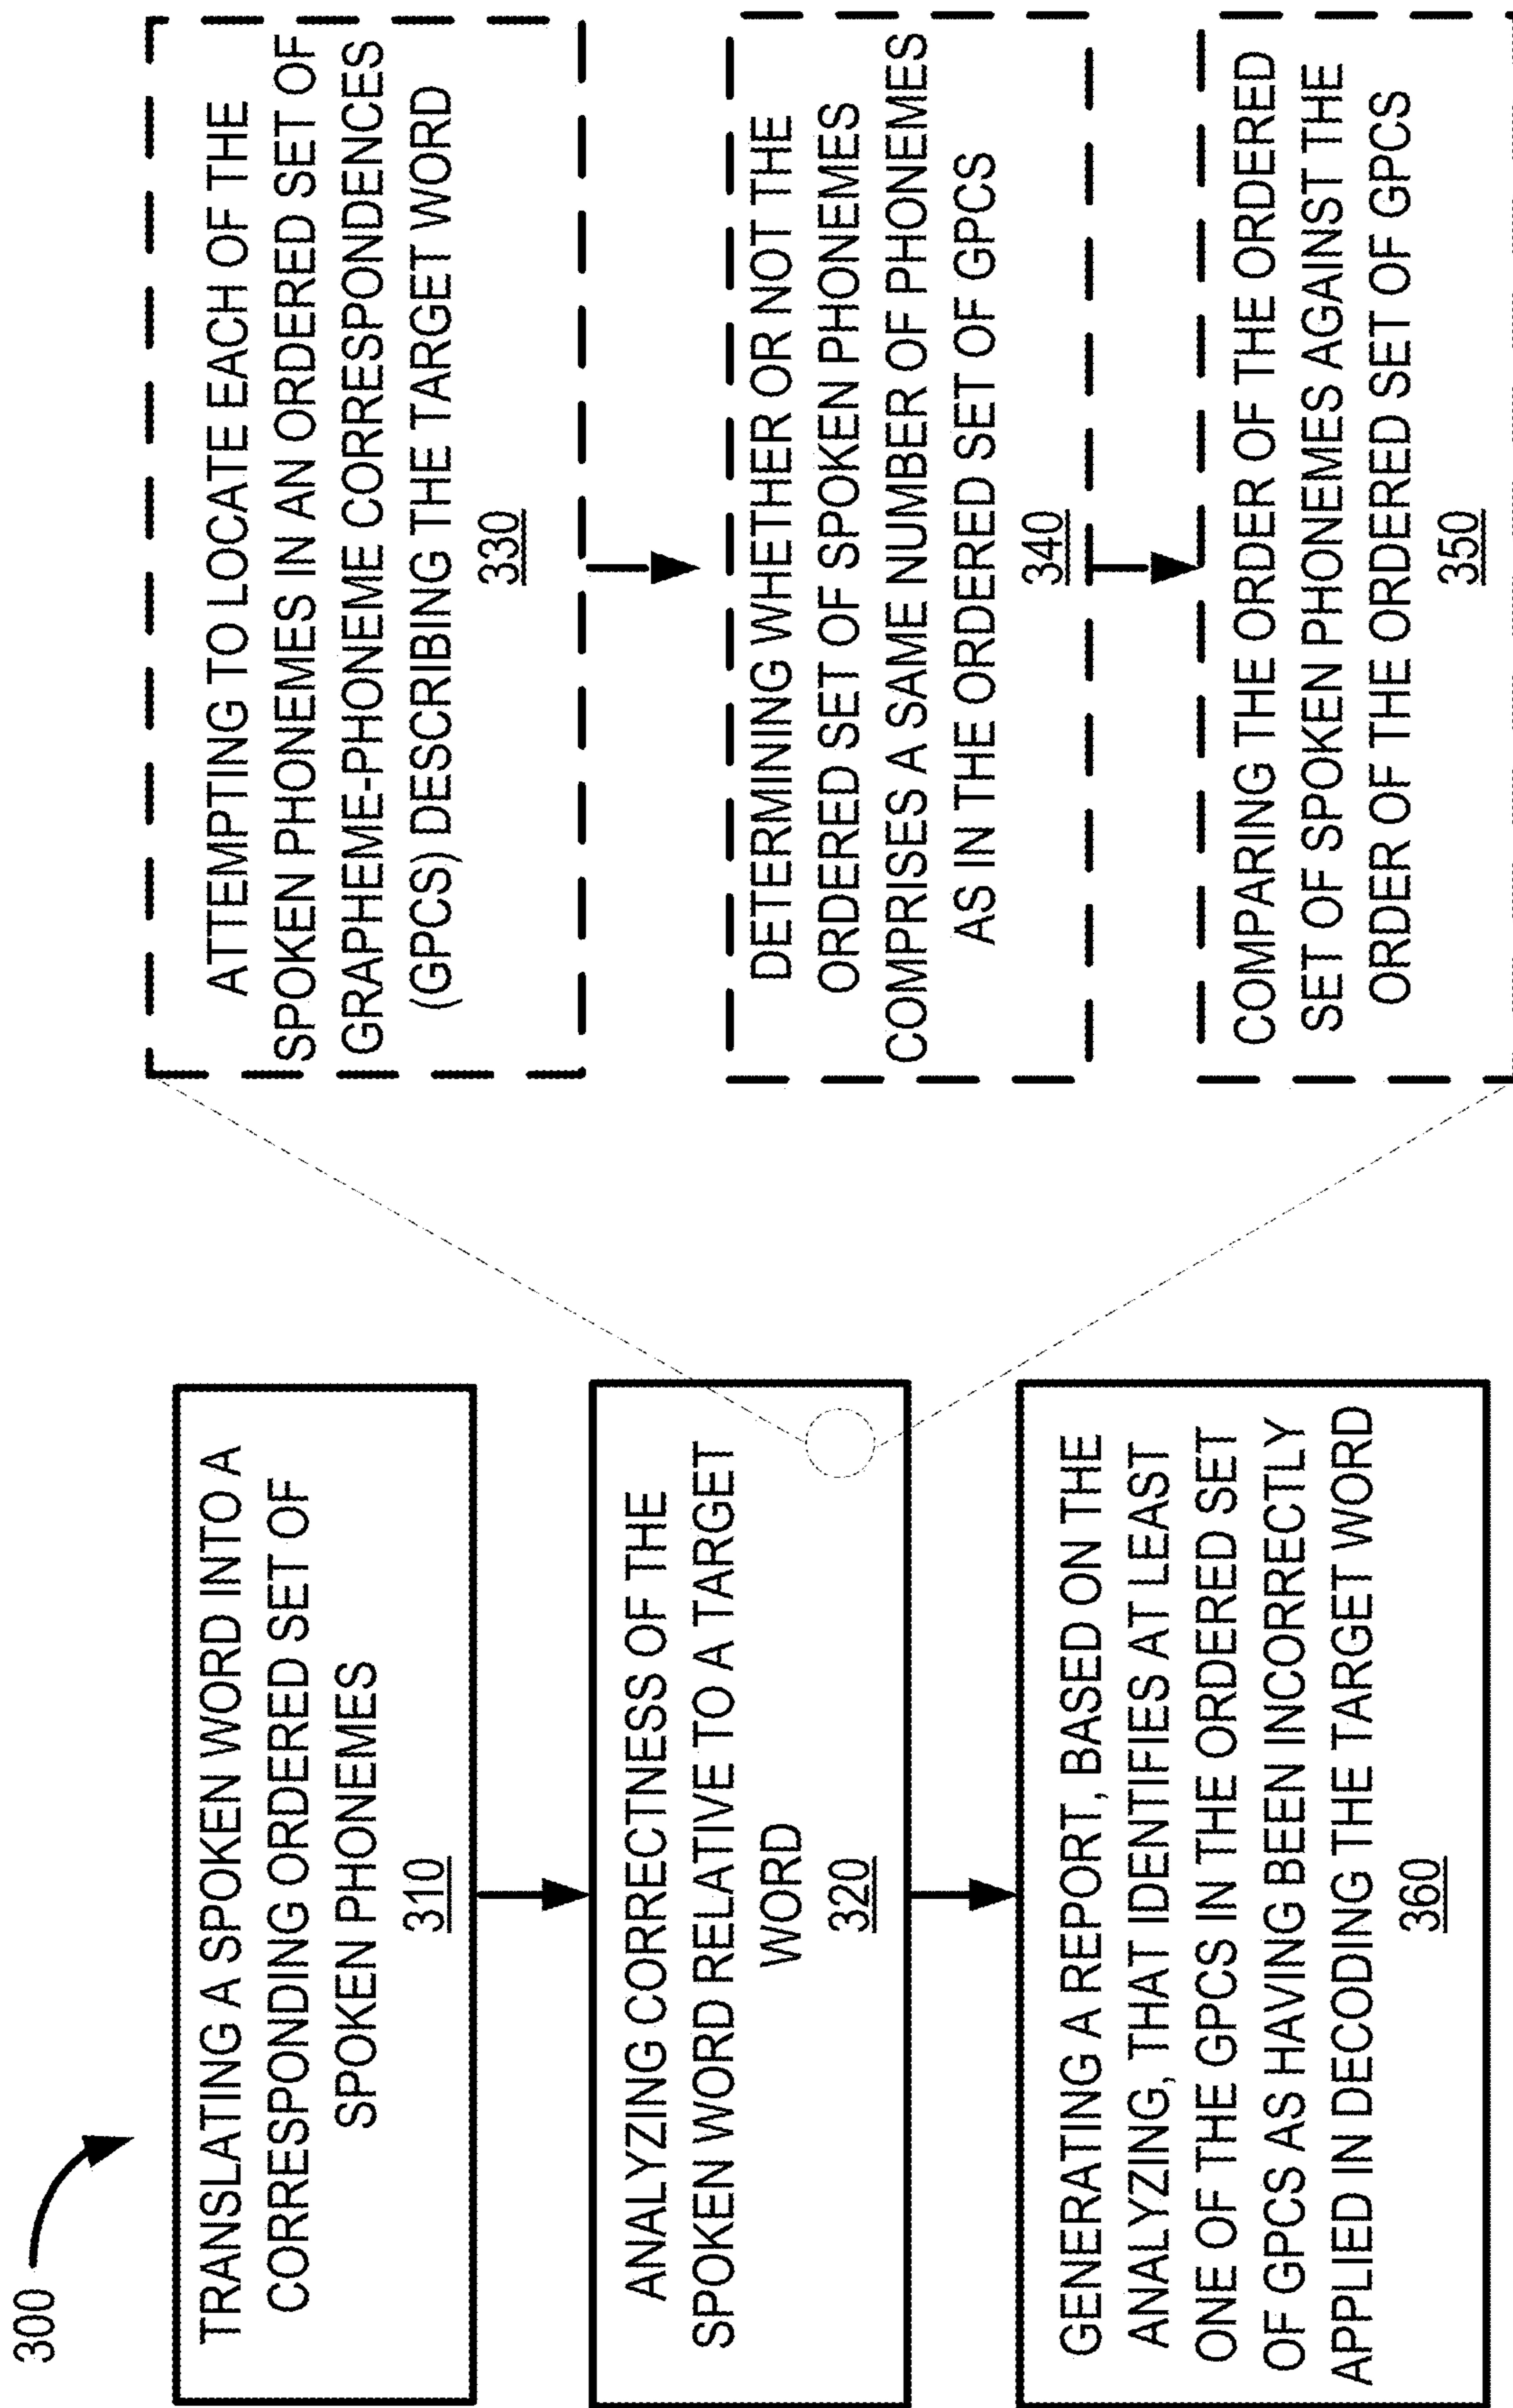 300
TRANSLATING A SPOKEN WORD INTO A
CORRESPONDING ORDERED SET OF
SPOKEN PHONEMES
310
ANALYZING CORRECTNESS OF THE
SPOKEN WORD RELATIVE TO A TARGET
WORD
320
GENERATING A REPORT, BASED ON THE
ANALYZING, THAT IDENTIFIES AT LEAST
ONE OF THE GPCS IN THE ORDERED SET
OF GPCS AS HAVING BEEN INCORRECTLY
APPLIED IN DECODING THE TARGET WORD
360
ATTEMPTING TO LOCATE EACH OF THE
SPOKEN PHONEMES IN AN ORDERED SET OF
GRAPHEME-PHONEME CORRESPONDENCES
(GPCS) DESCRIBING THE TARGET WORD
330
DETERMINING WHETHER OR NOT THE
ORDERED SET OF SPOKEN PHONEMES
COMPRISES A SAME NUMBER OF PHONEMES
AS IN THE ORDERED SET OF GPCS
340
COMPARING THE ORDER OF THE ORDERED
SET OF SPOKEN PHONEMES AGAINST THE
ORDER OF THE ORDERED SET OF GPCS
350